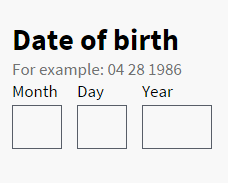 Date of birth
For example: 04 28 1986
Month Day Year